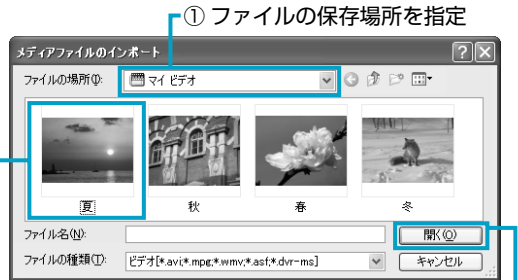 ① ファイルの保存場所を指定
メディアファイルのインポート
ファイルの場所(I): マイ ビデオ
夏 秋 春 冬
ファイル名(N): 開く(O)
ファイルの種類(T): ビデオ[*.avi;*.mpg;*.wmv;*.asf;*.dvr-ms] キャンセル